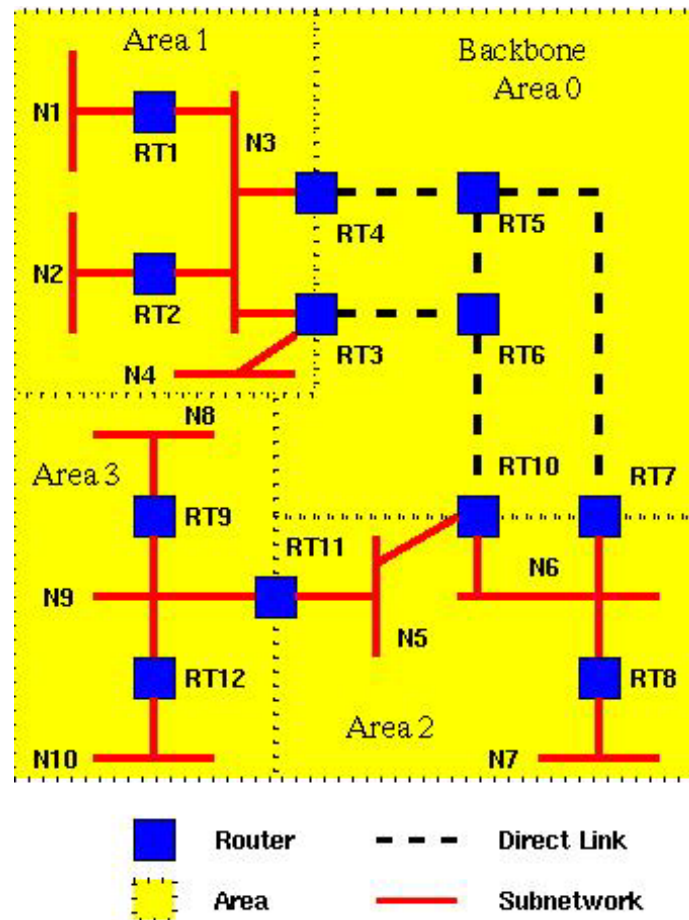 Area 1
Backbone
Area 0
N1
RT1
N3
RT4
RT5
N2
RT2
RT3
RT6
N4
N8
Area 3
RT9
RT10
RT7
RT11
N6
N9
N5
RT12
RT8
Area 2
N10
N7
Router
Direct Link
Area
Subnetwork